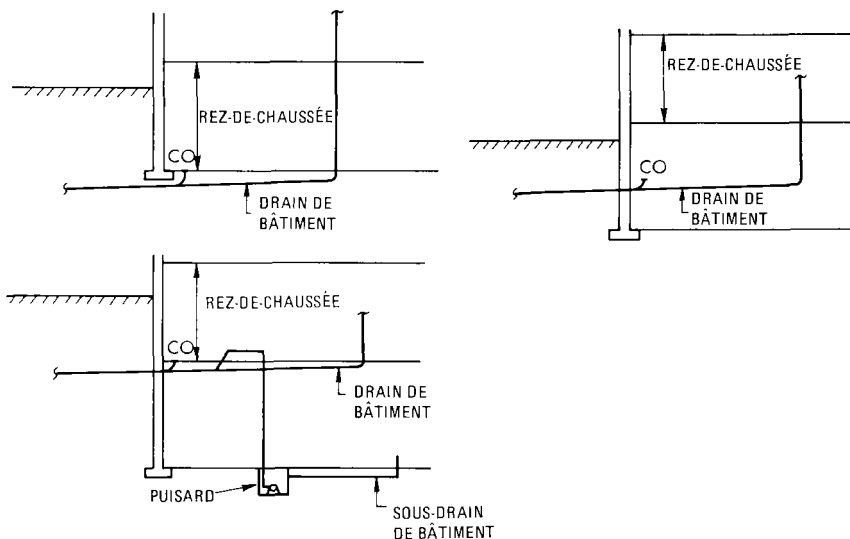 REZ-DE-CHAUSSÉE
CO
DRAIN DE
BÂTIMENT
REZ-DE-CHAUSSÉE
CO
DRAIN DE
BÂTIMENT
REZ-DE-CHAUSSÉE
CO
DRAIN DE
BÂTIMENT
PUISARD
SOUS-DRAIN
DE BÂTIMENT